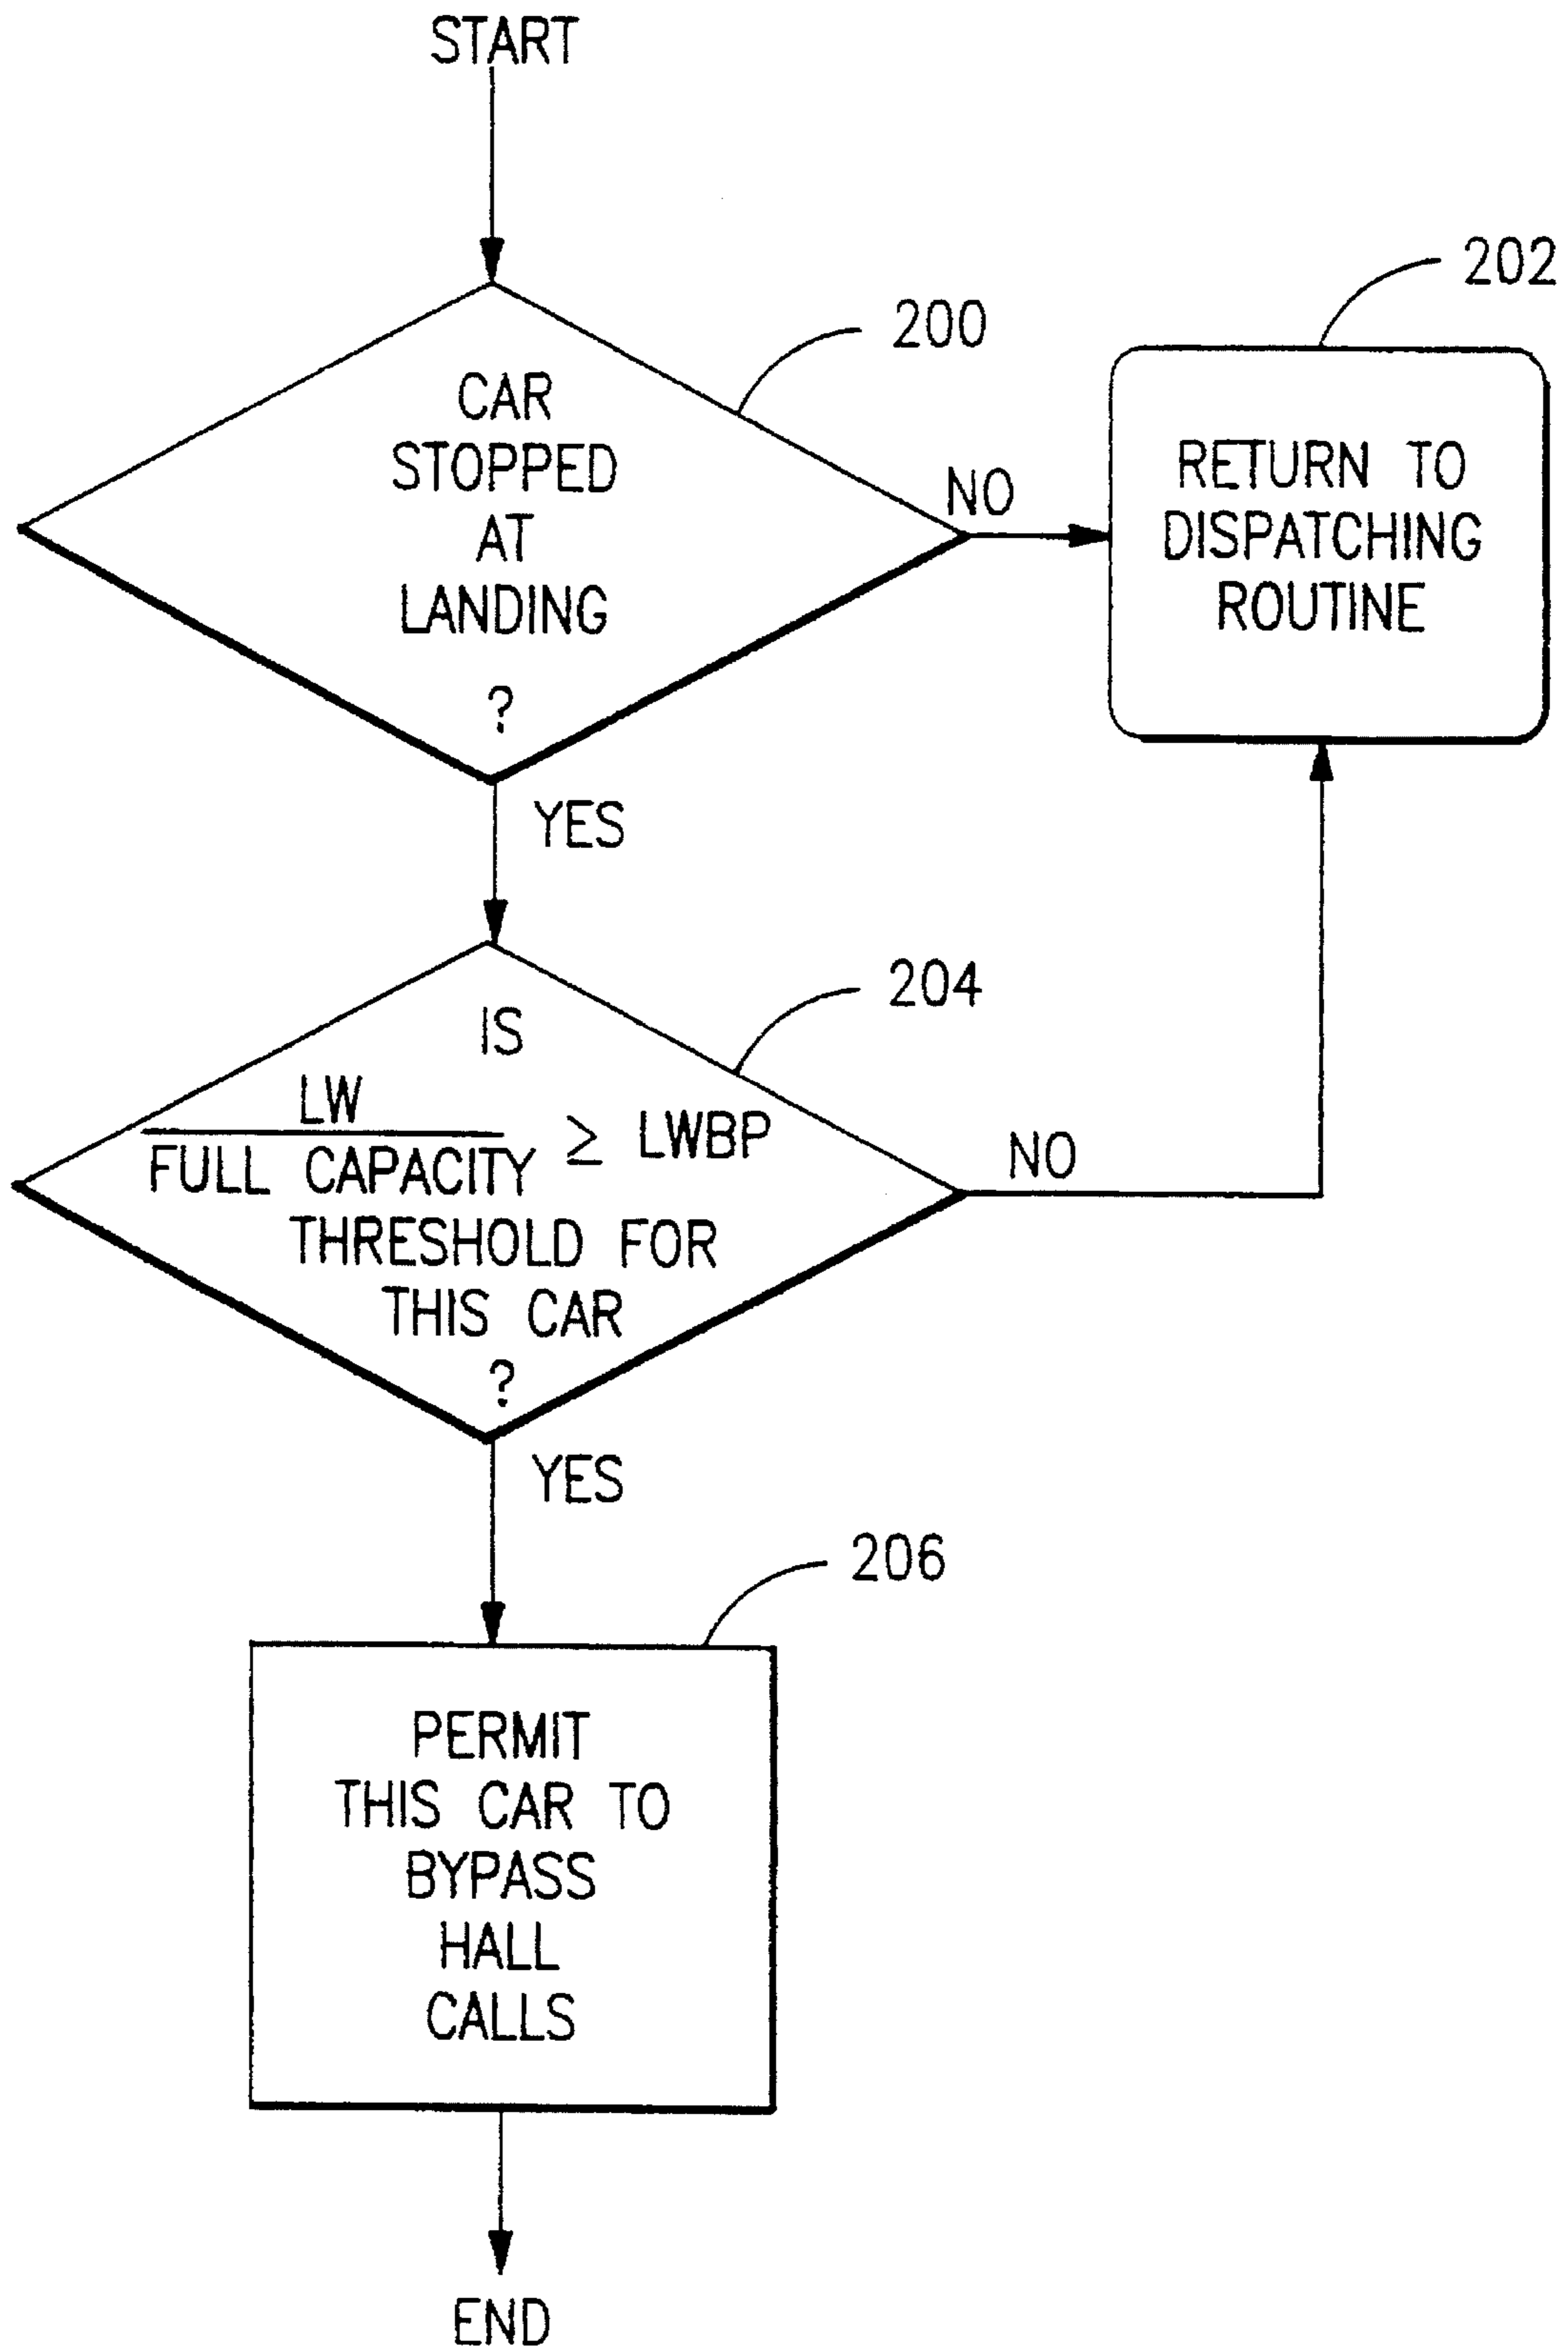 START
200
202
CAR
STOPPED
AT
LANDING
?
NO
RETURN TO
DISPATCHING
ROUTINE
YES
204
IS
LW
FULL CAPACITY ≥ LWBP
THRESHOLD FOR
THIS CAR
?
NO
YES
206
PERMIT
THIS CAR TO
BYPASS
HALL
CALLS
END